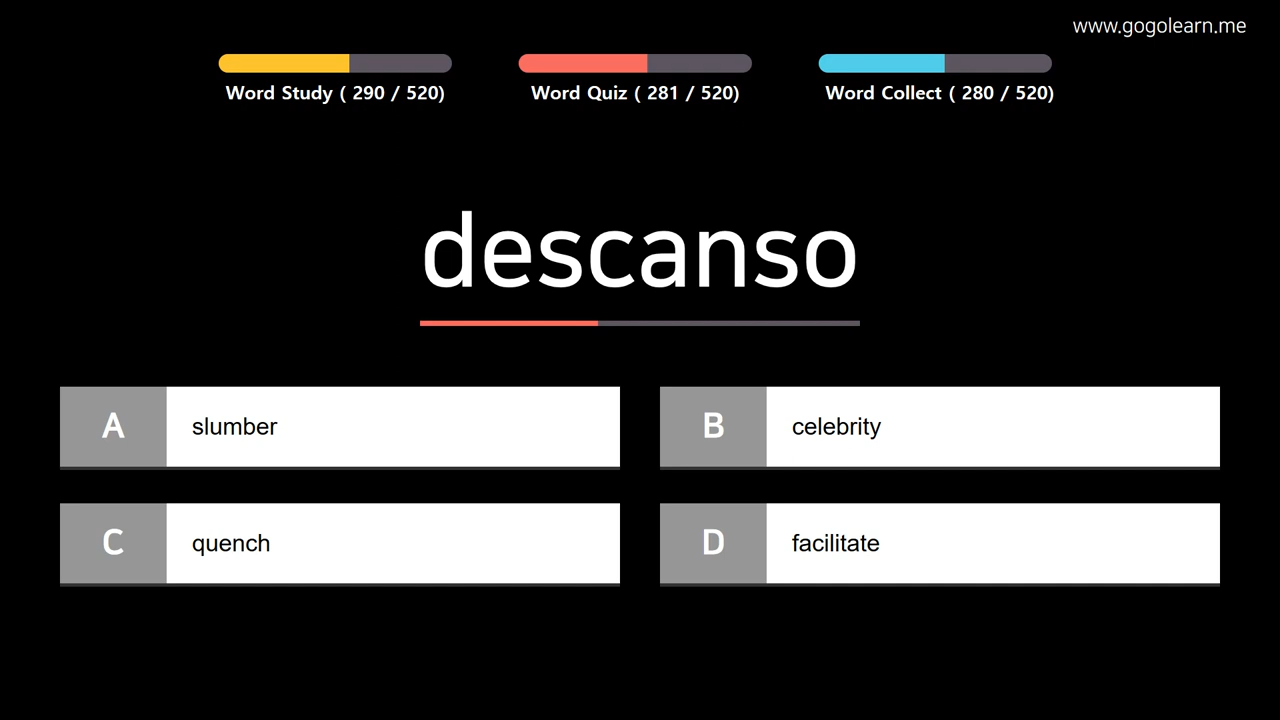 www.gogolearn.me
Word Study ( 290 / 520)
Word Quiz ( 281 / 520)
Word Collect ( 280 / 520)
descanso
A slumber
B celebrity
C quench
D facilitate